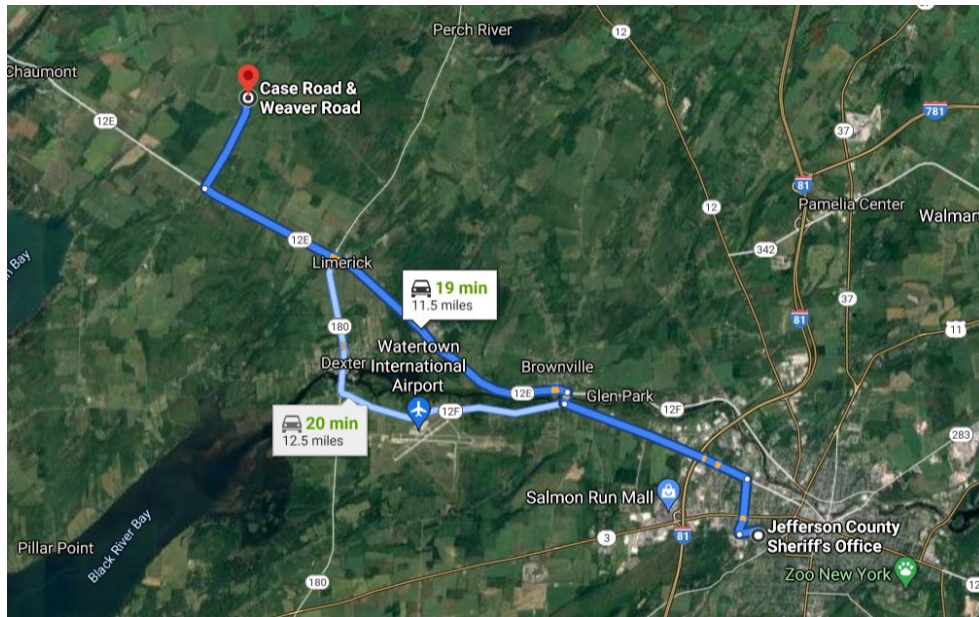 Perch River
12
37
781
Chaumont
Case Road &
Weaver Road
12E
81
Pamelia Center
Walmar
12
342
12E
Limerick
n Bay
19 min
11.5 miles
37
81
11
180
Watertown
International
Airport
Dexter
Brownville
12E
Glen Park
12F
12F
20 min
12.5 miles
283
Salmon Run Mall
Black River Bay
Jefferson County
Sheriff's Office
3
81
Pillar Point
Zoo New York
180
12